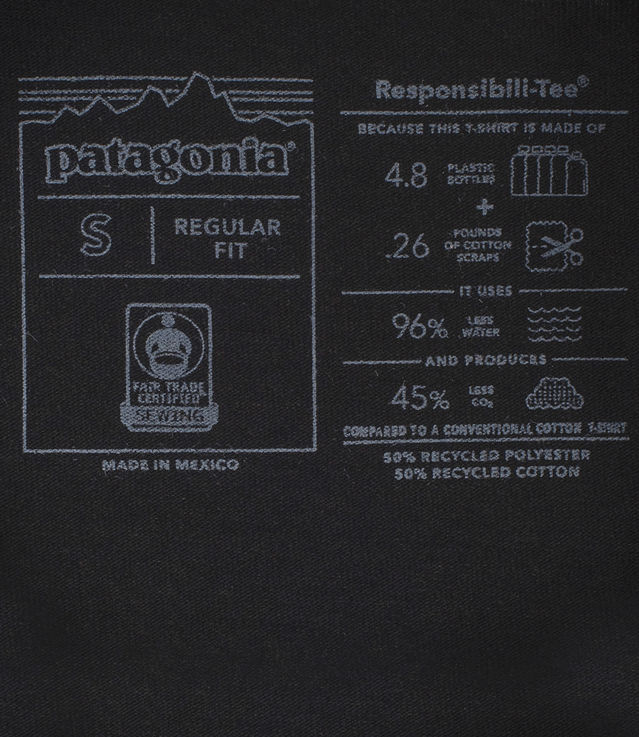 patagonia®
S
REGULAR
FIT
FAIR TRADE
CERTIFIED™
SEWING
MADE IN MEXICO
Responsibili-Tee®
BECAUSE THIS T-SHIRT IS MADE OF
4.8 PLASTIC
BOTTLES
+
.26 POUNDS
OF COTTON
SCRAPS
IT USES
96% LESS
WATER
AND PRODUCES
45% LESS
CO₂
COMPARED TO A CONVENTIONAL COTTON T-SHIRT
50% RECYCLED POLYESTER
50% RECYCLED COTTON